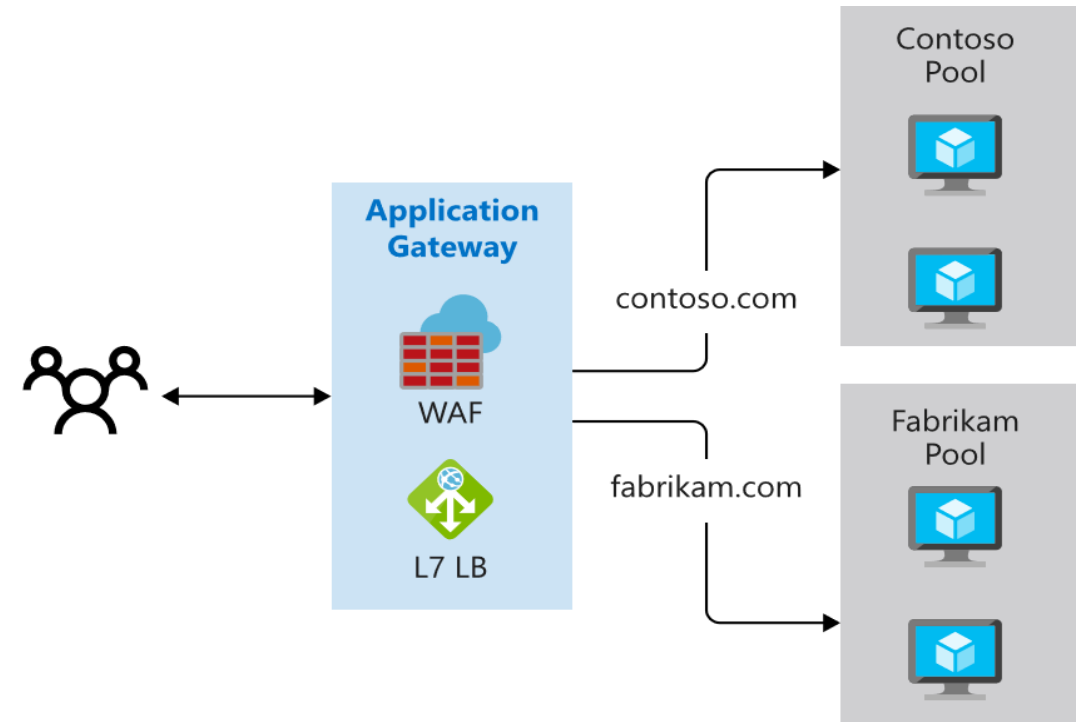 Application
Gateway
WAF
L7 LB
contoso.com
fabrikam.com
Contoso
Pool
Fabrikam
Pool